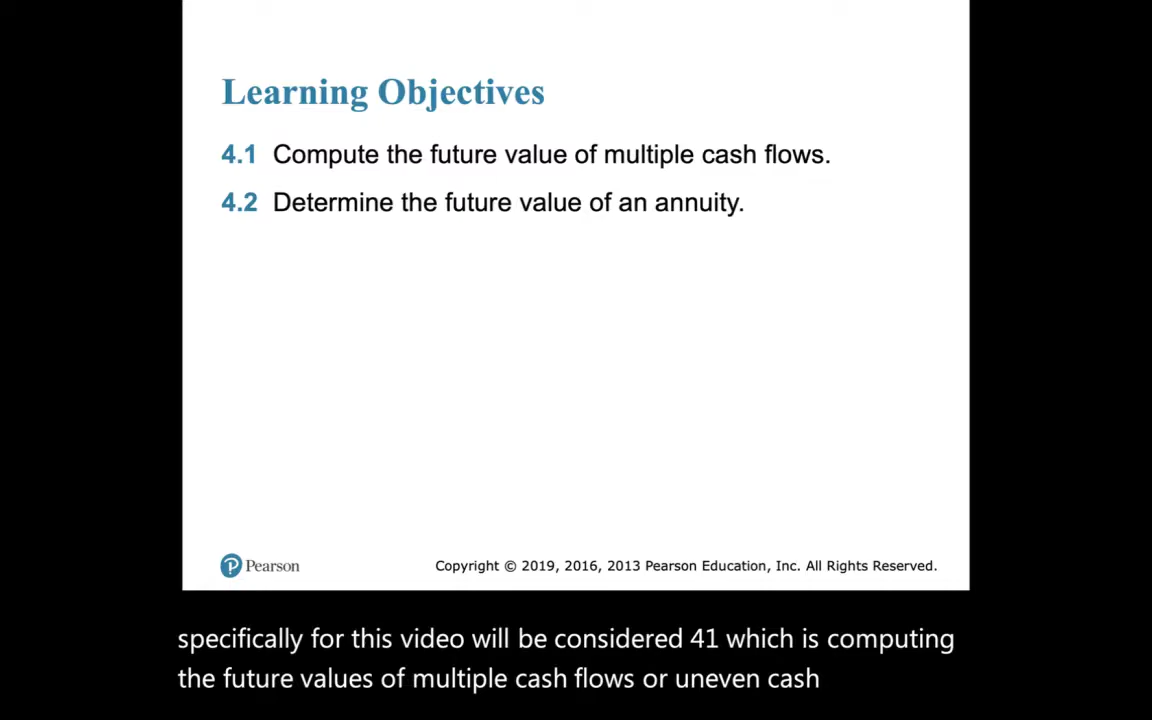 Learning Objectives
4.1 Compute the future value of multiple cash flows.
4.2 Determine the future value of an annuity.
P Pearson
Copyright © 2019, 2016, 2013 Pearson Education, Inc. All Rights Reserved.
specifically for this video will be considered 41 which is computing
the future values of multiple cash flows or uneven cash